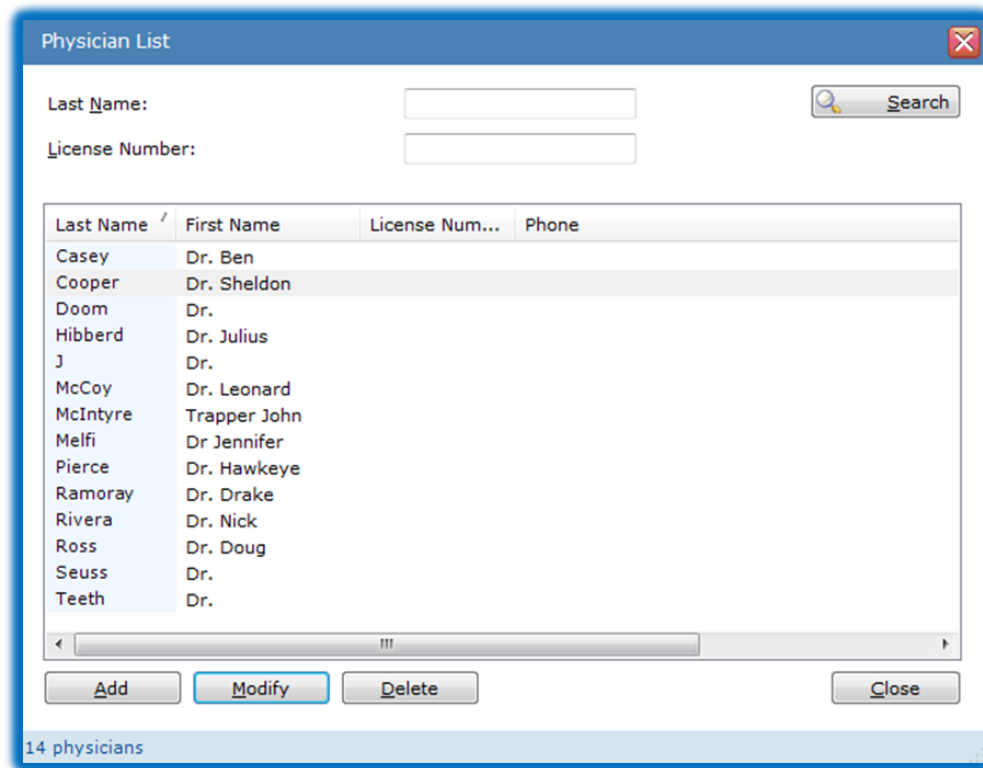 Physician List
Last Name:
Search
License Number:
Last Name First Name License Num... Phone
Casey Dr. Ben
Cooper Dr. Sheldon
Doom Dr.
Hibberd Dr. Julius
J Dr.
McCoy Dr. Leonard
McIntyre Trapper John
Melfi Dr Jennifer
Pierce Dr. Hawkeye
Ramoray Dr. Drake
Rivera Dr. Nick
Ross Dr. Doug
Seuss Dr.
Teeth Dr.
Add Modify Delete Close
14 physicians